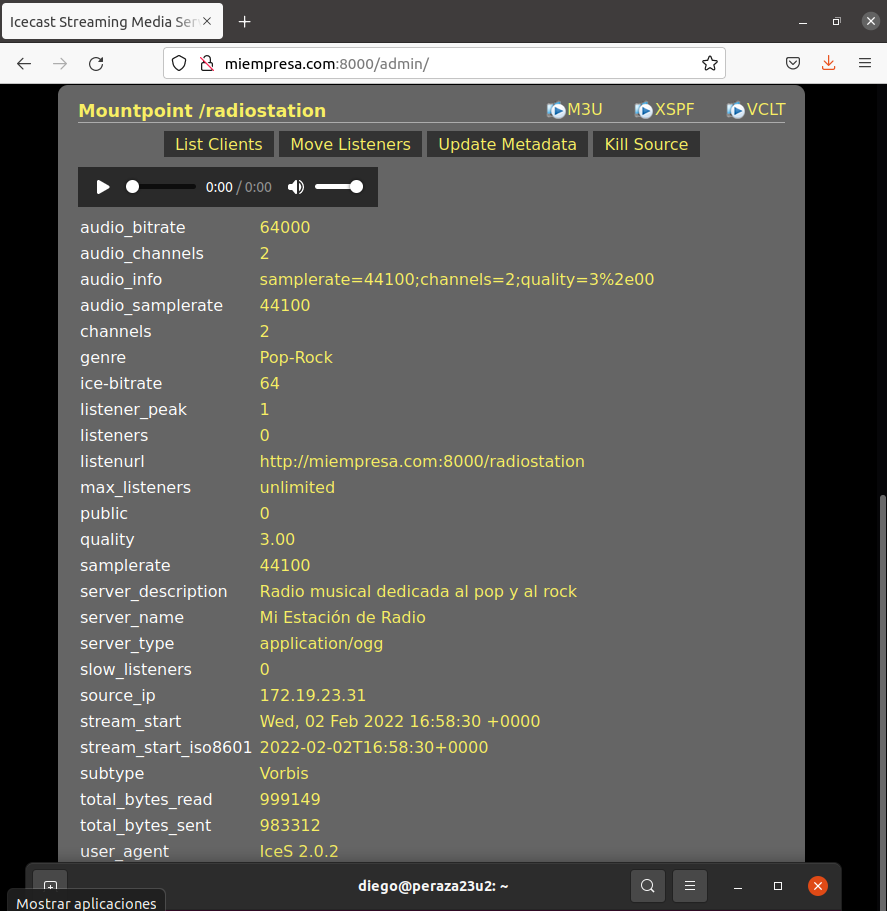 Icecast Streaming Media Ser
miempresa.com:8000/admin/
Mountpoint /radiostation
M3U XSPF VCLT
List Clients Move Listeners Update Metadata Kill Source
0:00 / 0:00
audio_bitrate 64000
audio_channels 2
audio_info samplerate=44100;channels=2;quality=3%2e00
audio_samplerate 44100
channels 2
genre Pop-Rock
ice-bitrate 64
listener_peak 1
listeners 0
listenurl http://miempresa.com:8000/radiostation
max_listeners unlimited
public 0
quality 3.00
samplerate 44100
server_description Radio musical dedicada al pop y al rock
server_name Mi Estación de Radio
server_type application/ogg
slow_listeners 0
source_ip 172.19.23.31
stream_start Wed, 02 Feb 2022 16:58:30 +0000
stream_start_iso8601 2022-02-02T16:58:30+0000
subtype Vorbis
total_bytes_read 999149
total_bytes_sent 983312
user_agent IceS 2.0.2
diego@peraza23u2: ~
Mostrar aplicaciones